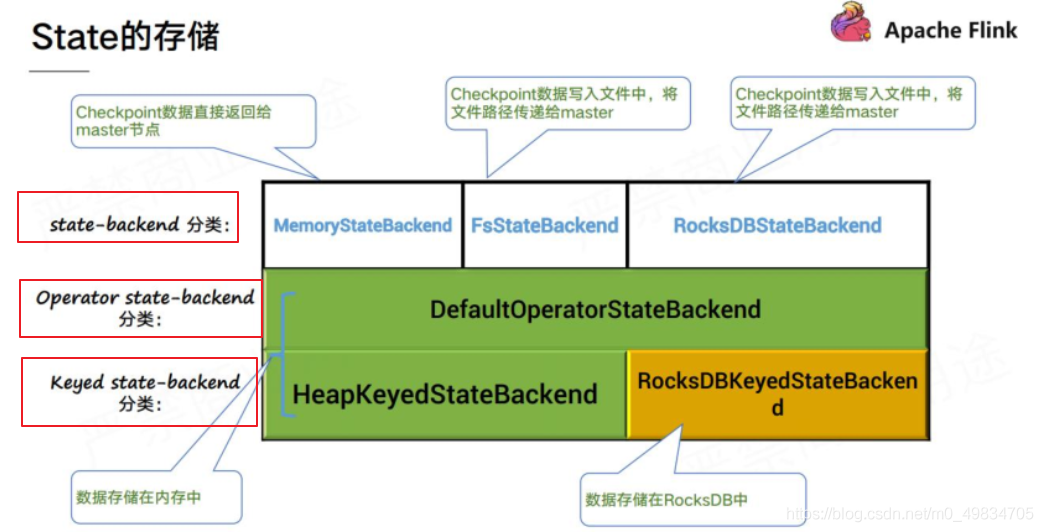 State的存储
Apache Flink
Checkpoint数据直接返回给
master节点
Checkpoint数据写入文件中，将
文件路径传递给master
Checkpoint数据写入文件中，将
文件路径传递给master
state-backend 分类：
MemoryStateBackend
FsStateBackend
RocksDBStateBackend
Operator state-backend
分类：
DefaultOperatorStateBackend
Keyed state-backend
分类：
HeapKeyedStateBackend
RocksDBKeyedStateBacken
d
数据存储在内存中
数据存储在RocksDB中
https://blog.csdn.net/m0_49834705